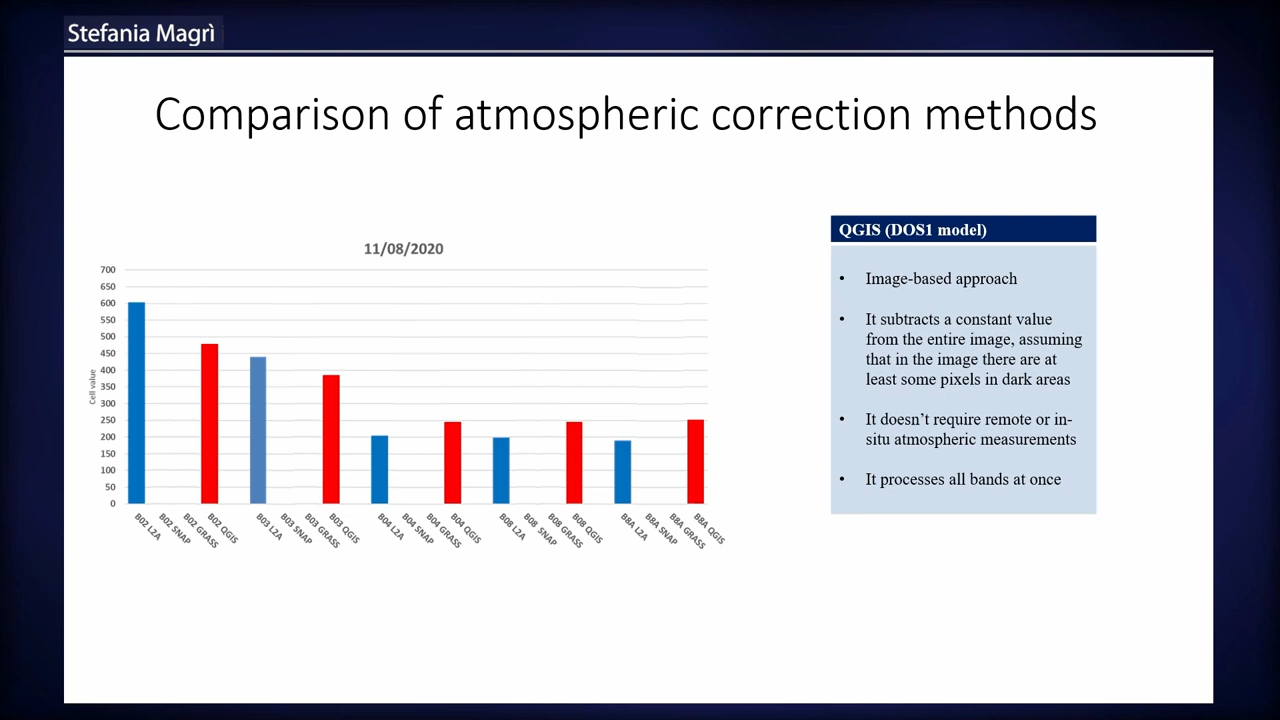 Stefania Magrì
Comparison of atmospheric correction methods
11/08/2020
Cell value
700
650
600
550
500
450
400
350
300
250
200
150
100
50
0
B02 L2A
B02 SNAP
B02 GRASS
B02 QGIS
B03 L2A
B03 SNAP
B03 GRASS
B03 QGIS
B04 L2A
B04 SNAP
B04 GRASS
B04 QGIS
B08 L2A
B08 SNAP
B08 GRASS
B08 QGIS
B8A L2A
B8A SNAP
B8A GRASS
B8A QGIS
QGIS (DOS1 model)
• Image-based approach
• It subtracts a constant value
from the entire image, assuming
that in the image there are at
least some pixels in dark areas
• It doesn’t require remote or in-
situ atmospheric measurements
• It processes all bands at once